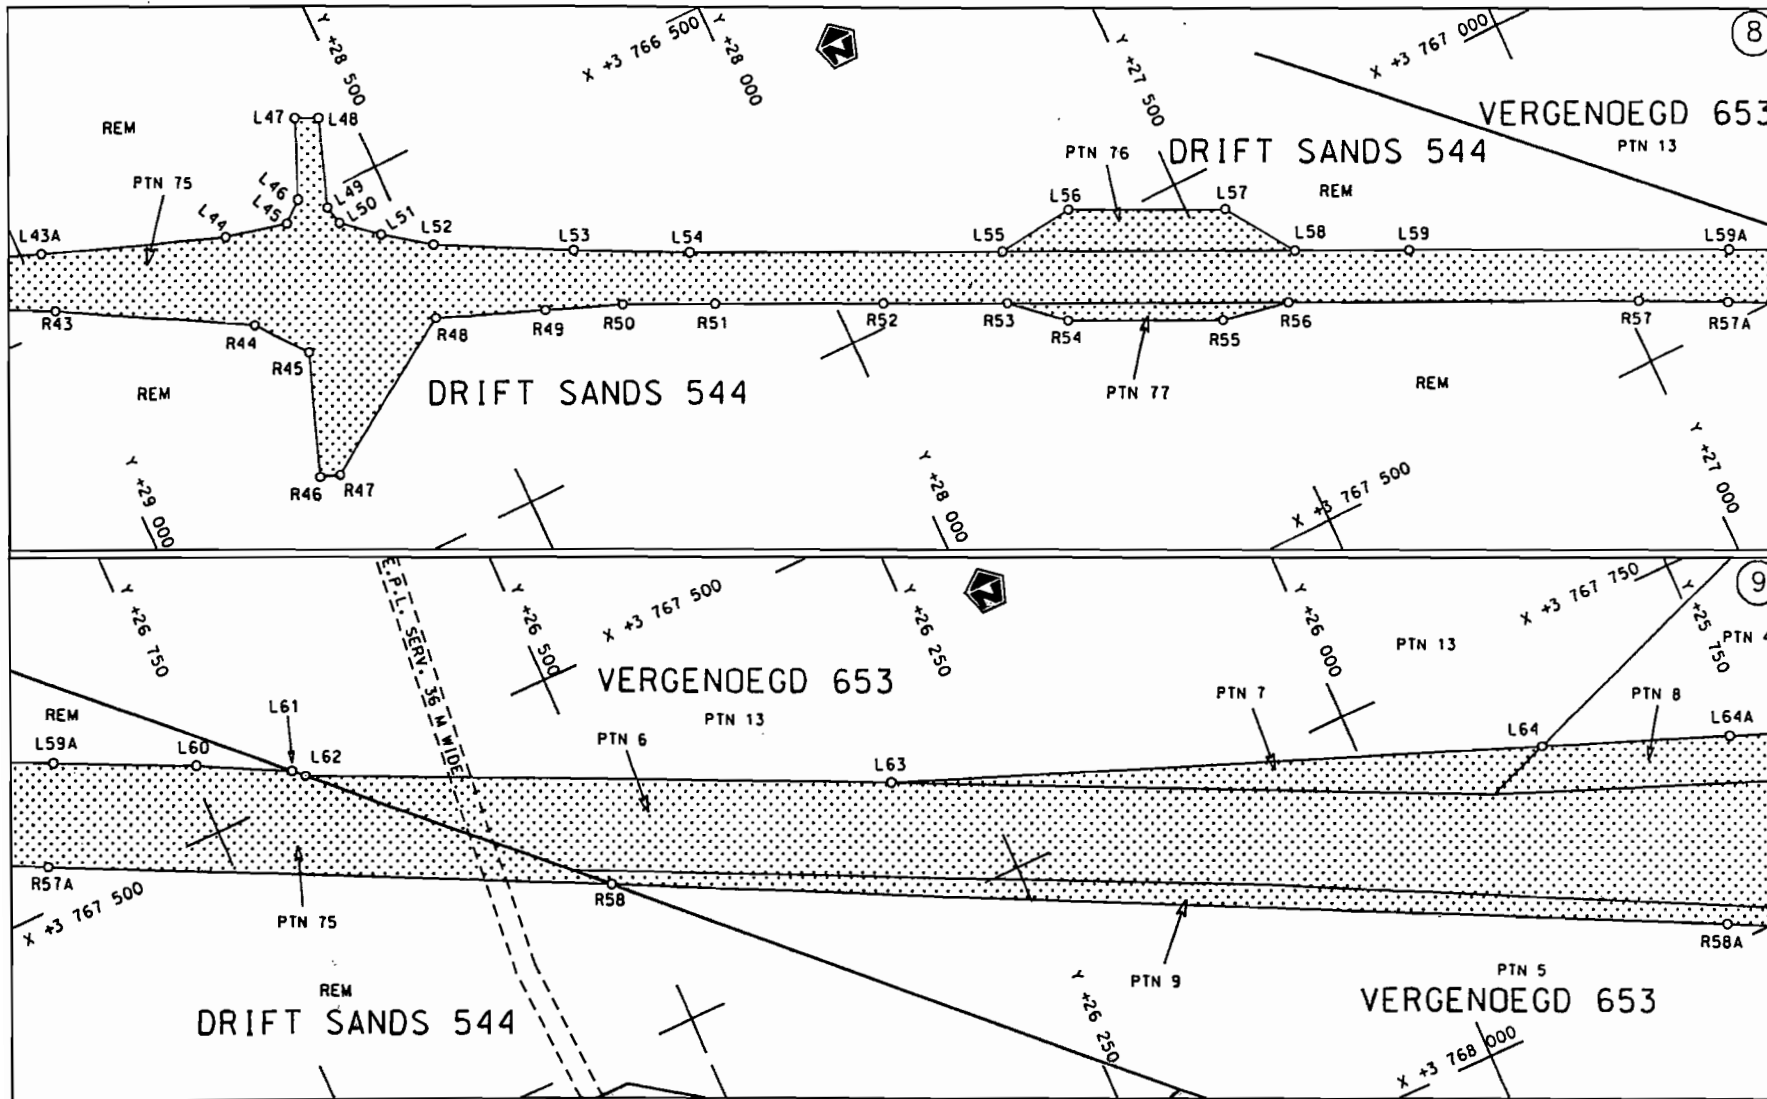 Y +28 500
X +3 766 500
Y +28 000
Y +27 500
X +3 767 000
8
VERGENOEGD 653
PTN 13
DRIFT SANDS 544
REM
PTN 76
REM
PTN 75
L47
L48
L46
L49
L45
L50
L44
L51
L43A
L52
L53
L54
L55
L56
L57
L58
L59
L59A
R43
R44
R45
R46
R47
R48
R49
R50
R51
R52
R53
R54
R55
R56
R57
R57A
PTN 77
REM
REM
DRIFT SANDS 544
Y +29 000
Y +28 000
X +3 767 500
Y +27 000
9
Y +26 750
E.P.L. SERV. 36 M WIDE
Y +26 500
X +3 767 500
Y +26 250
Y +26 000
PTN 13
X +3 767 750
Y +25 750
VERGENOEGD 653
PTN 13
PTN 6
PTN 7
PTN 8
REM
L59A
L60
L61
L62
L63
L64
L64A
R57A
X +3 767 500
PTN 75
R58
PTN 9
R58A
REM
DRIFT SANDS 544
PTN 5
VERGENOEGD 653
Y +26 250
X +3 768 000